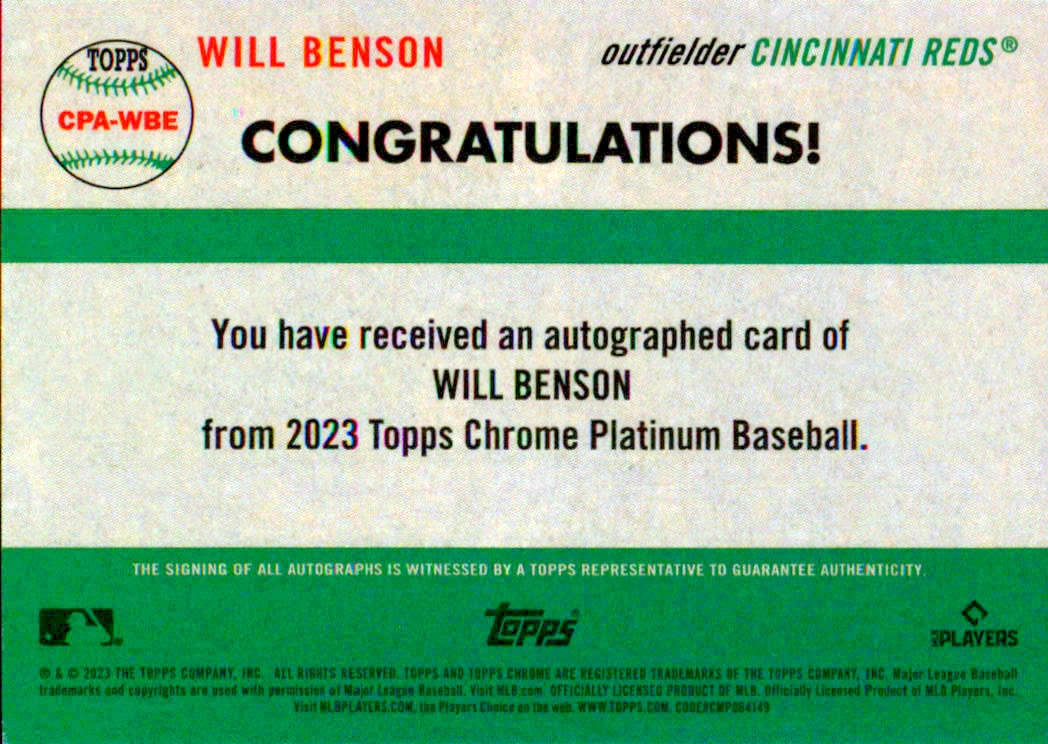 TOPPS
CPA-WBE
WILL BENSON
outfielder CINCINNATI REDS®
CONGRATULATIONS!
You have received an autographed card of
WILL BENSON
from 2023 Topps Chrome Platinum Baseball.
THE SIGNING OF ALL AUTOGRAPHS IS WITNESSED BY A TOPPS REPRESENTATIVE TO GUARANTEE AUTHENTICITY.
Topps®
MLB PLAYERS
® & © 2023 THE TOPPS COMPANY, INC. ALL RIGHTS RESERVED. TOPPS AND TOPPS CHROME ARE REGISTERED TRADEMARKS OF THE TOPPS COMPANY, INC. Major League Baseball
trademarks and copyrights are used with permission of Major League Baseball. Visit MLB.com. OFFICIALLY LICENSED PRODUCT OF MLB. Officially Licensed Product of MLB Players, Inc.
Visit MLBPLAYERS.COM, the Players Choice on the web. WWW.TOPPS.COM. CODE#CMP084149